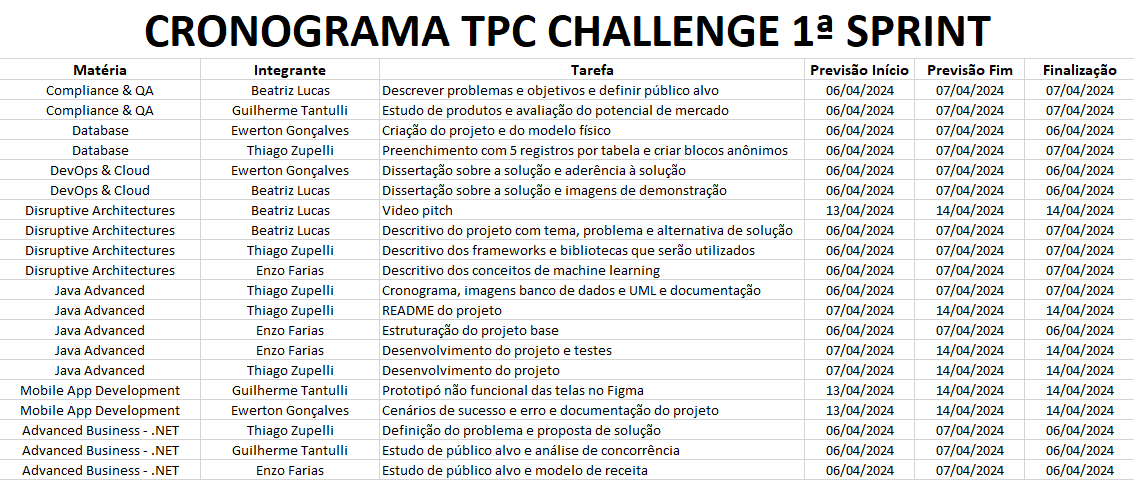 CRONOGRAMA TPC CHALLENGE 1ª SPRINT
Matéria Integrante Tarefa Previsão Início Previsão Fim Finalização
Compliance & QA Beatriz Lucas Descrever problemas e objetivos e definir público alvo 06/04/2024 07/04/2024 07/04/2024
Compliance & QA Guilherme Tantulli Estudo de produtos e avaliação do potencial de mercado 06/04/2024 07/04/2024 07/04/2024
Database Ewerton Gonçalves Criação do projeto e do modelo físico 06/04/2024 07/04/2024 06/04/2024
Database Thiago Zupelli Preenchimento com 5 registros por tabela e criar blocos anônimos 06/04/2024 07/04/2024 07/04/2024
DevOps & Cloud Ewerton Gonçalves Dissertação sobre a solução e aderência à solução 06/04/2024 07/04/2024 06/04/2024
DevOps & Cloud Beatriz Lucas Dissertação sobre a solução e imagens de demonstração 06/04/2024 07/04/2024 06/04/2024
Disruptive Architectures Beatriz Lucas Video pitch 13/04/2024 14/04/2024 14/04/2024
Disruptive Architectures Beatriz Lucas Descritivo do projeto com tema, problema e alternativa de solução 06/04/2024 07/04/2024 07/04/2024
Disruptive Architectures Thiago Zupelli Descritivo dos frameworks e bibliotecas que serão utilizados 06/04/2024 07/04/2024 07/04/2024
Disruptive Architectures Enzo Farias Descritivo dos conceitos de machine learning 06/04/2024 07/04/2024 07/04/2024
Java Advanced Thiago Zupelli Cronograma, imagens banco de dados e UML e documentação 06/04/2024 07/04/2024 07/04/2024
Java Advanced Thiago Zupelli README do projeto 07/04/2024 14/04/2024 14/04/2024
Java Advanced Enzo Farias Estruturação do projeto base 06/04/2024 07/04/2024 06/04/2024
Java Advanced Enzo Farias Desenvolvimento do projeto e testes 07/04/2024 14/04/2024 14/04/2024
Java Advanced Thiago Zupelli Desenvolvimento do projeto 07/04/2024 14/04/2024 14/04/2024
Mobile App Development Guilherme Tantulli Prototipó não funcional das telas no Figma 13/04/2024 14/04/2024 14/04/2024
Mobile App Development Ewerton Gonçalves Cenários de sucesso e erro e documentação do projeto 13/04/2024 14/04/2024 14/04/2024
Advanced Business - .NET Thiago Zupelli Definição do problema e proposta de solução 06/04/2024 07/04/2024 06/04/2024
Advanced Business - .NET Guilherme Tantulli Estudo de público alvo e análise de concorrência 06/04/2024 07/04/2024 06/04/2024
Advanced Business - .NET Enzo Farias Estudo de público alvo e modelo de receita 06/04/2024 07/04/2024 06/04/2024